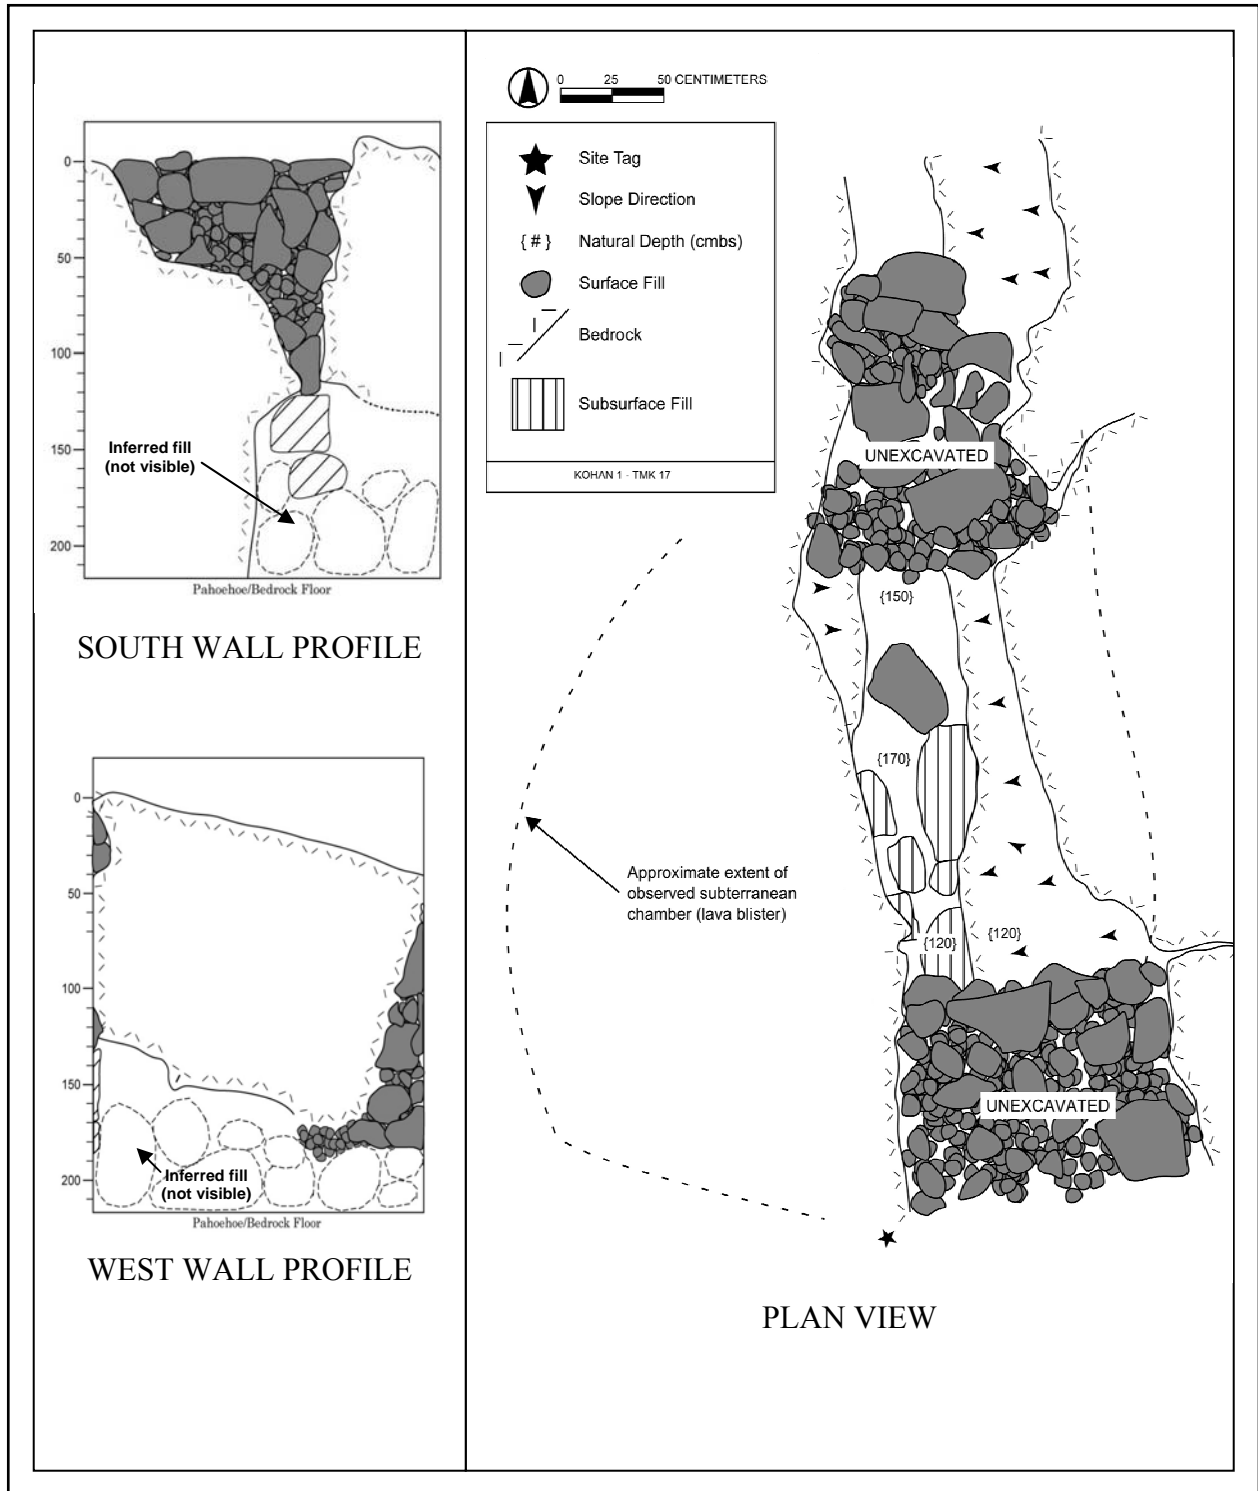 0
50
100
150
200
Inferred fill
(not visible)
Pahoehoe/Bedrock Floor
SOUTH WALL PROFILE
0
50
100
150
200
Inferred fill
(not visible)
Pahoehoe/Bedrock Floor
WEST WALL PROFILE
0 25 50 CENTIMETERS
Site Tag
Slope Direction
{ # } Natural Depth (cmbs)
Surface Fill
Bedrock
Subsurface Fill
KOHAN 1 - TMK 17
UNEXCAVATED
{150}
{170}
Approximate extent of
observed subterranean
chamber (lava blister)
{120} {120}
UNEXCAVATED
PLAN VIEW